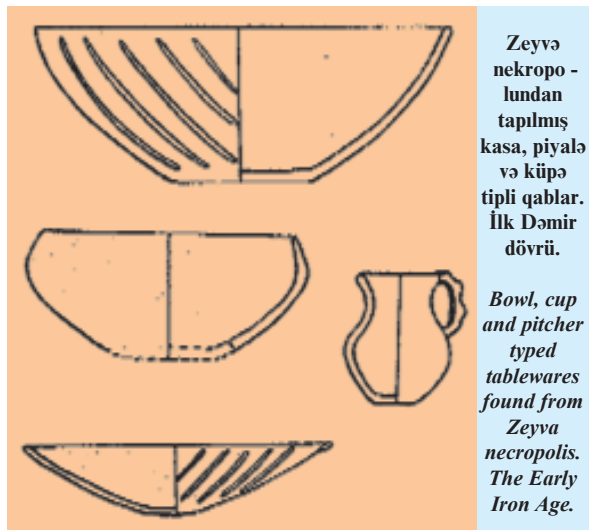 Zeyvə
nekropo -
lundan
tapılmış
kasa, piyalə
və küpə
tipli qablar.
İlk Dəmir
dövrü.
Bowl, cup
and pitcher
typed
tablewares
found from
Zeyva
necropolis.
The Early
Iron Age.